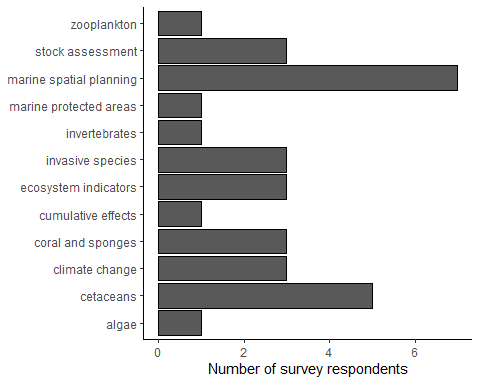 zooplankton
stock assessment
marine spatial planning
marine protected areas
invertebrates
invasive species
ecosystem indicators
cumulative effects
coral and sponges
climate change
cetaceans
algae
0 2 4 6
Number of survey respondents